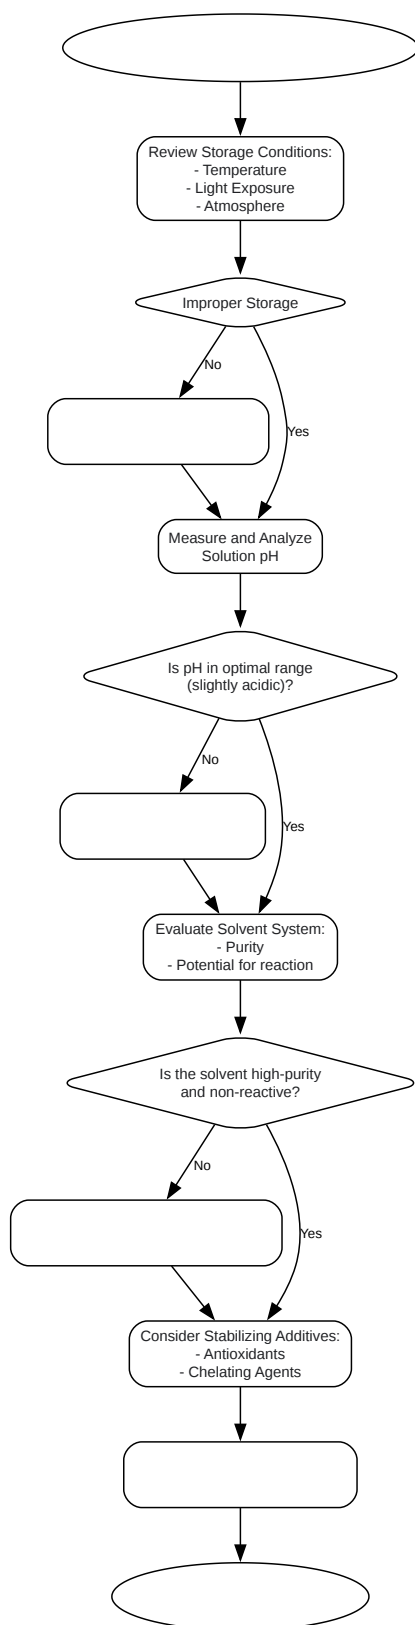 Review Storage Conditions:
- Temperature
- Light Exposure
- Atmosphere
Improper Storage
No
Yes
Measure and Analyze
Solution pH
Is pH in optimal range
(slightly acidic)?
No
Yes
Evaluate Solvent System:
- Purity
- Potential for reaction
Is the solvent high-purity
and non-reactive?
No
Yes
Consider Stabilizing Additives:
- Antioxidants
- Chelating Agents